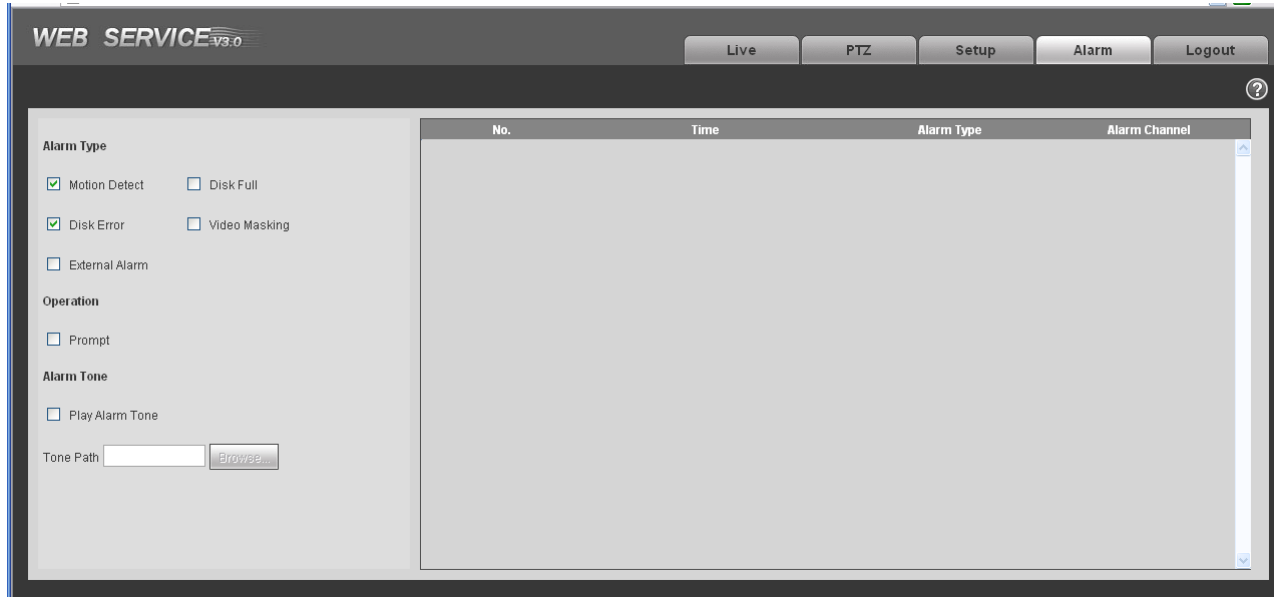 WEB SERVICE V3.0
Live PTZ Setup Alarm Logout
?
No. Time Alarm Type Alarm Channel
Alarm Type
Motion Detect Disk Full
Disk Error Video Masking
External Alarm
Operation
Prompt
Alarm Tone
Play Alarm Tone
Tone Path Browse...